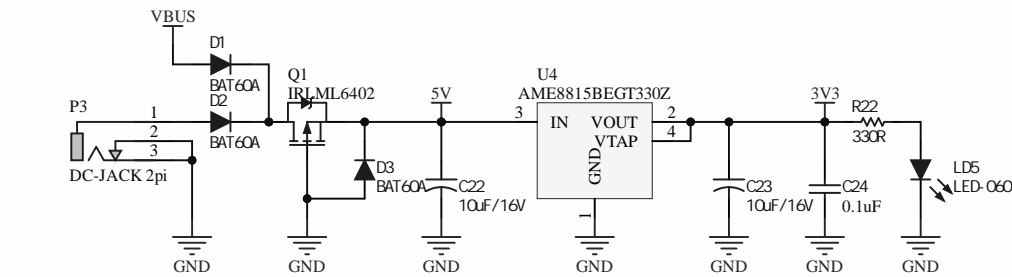 VBUS
D1
BAT60A
D2
BAT60A
P3
1
2
3
DC-JACK 2pi
Q1
IRLML6402
D3
BAT60A
5V
C22
10uF/16V
U4
AME8815BEGT330Z
3
IN
VOUT
2
VTAP
4
GND
1
C23
10uF/16V
3V3
C24
0.1uF
R22
330R
LD5
LED-060
GND
GND
GND
GND
GND
GND
GND